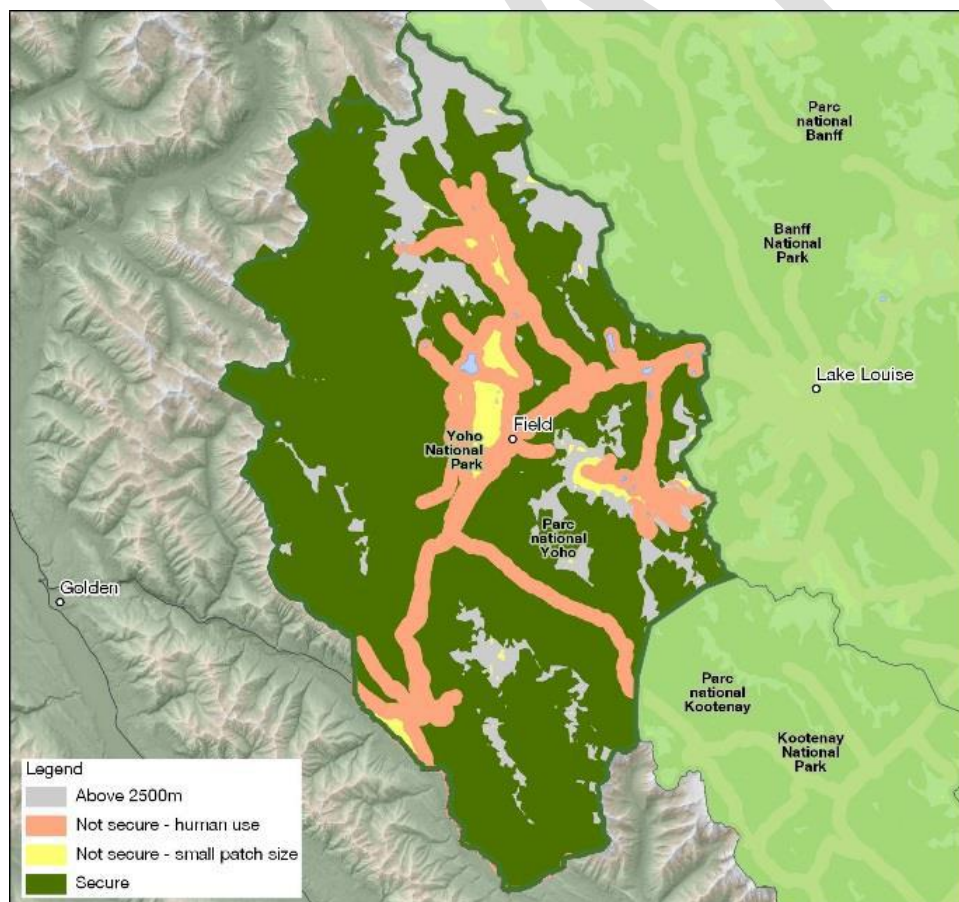 Parc
national
Banff
Banff
National
Park
Lake Louise
Field
Yoho
National
Park
Parc
national
Yoho
Golden
Parc
national
Kootenay
Kootenay
National
Park
Legend
Above 2500m
Not secure - human use
Not secure - small patch size
Secure